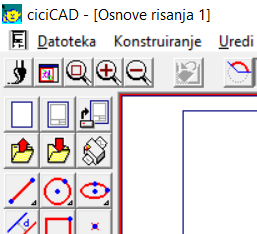 ciciCAD - [Osnove risanja 1]
Datoteka Konstruiranje Uredi